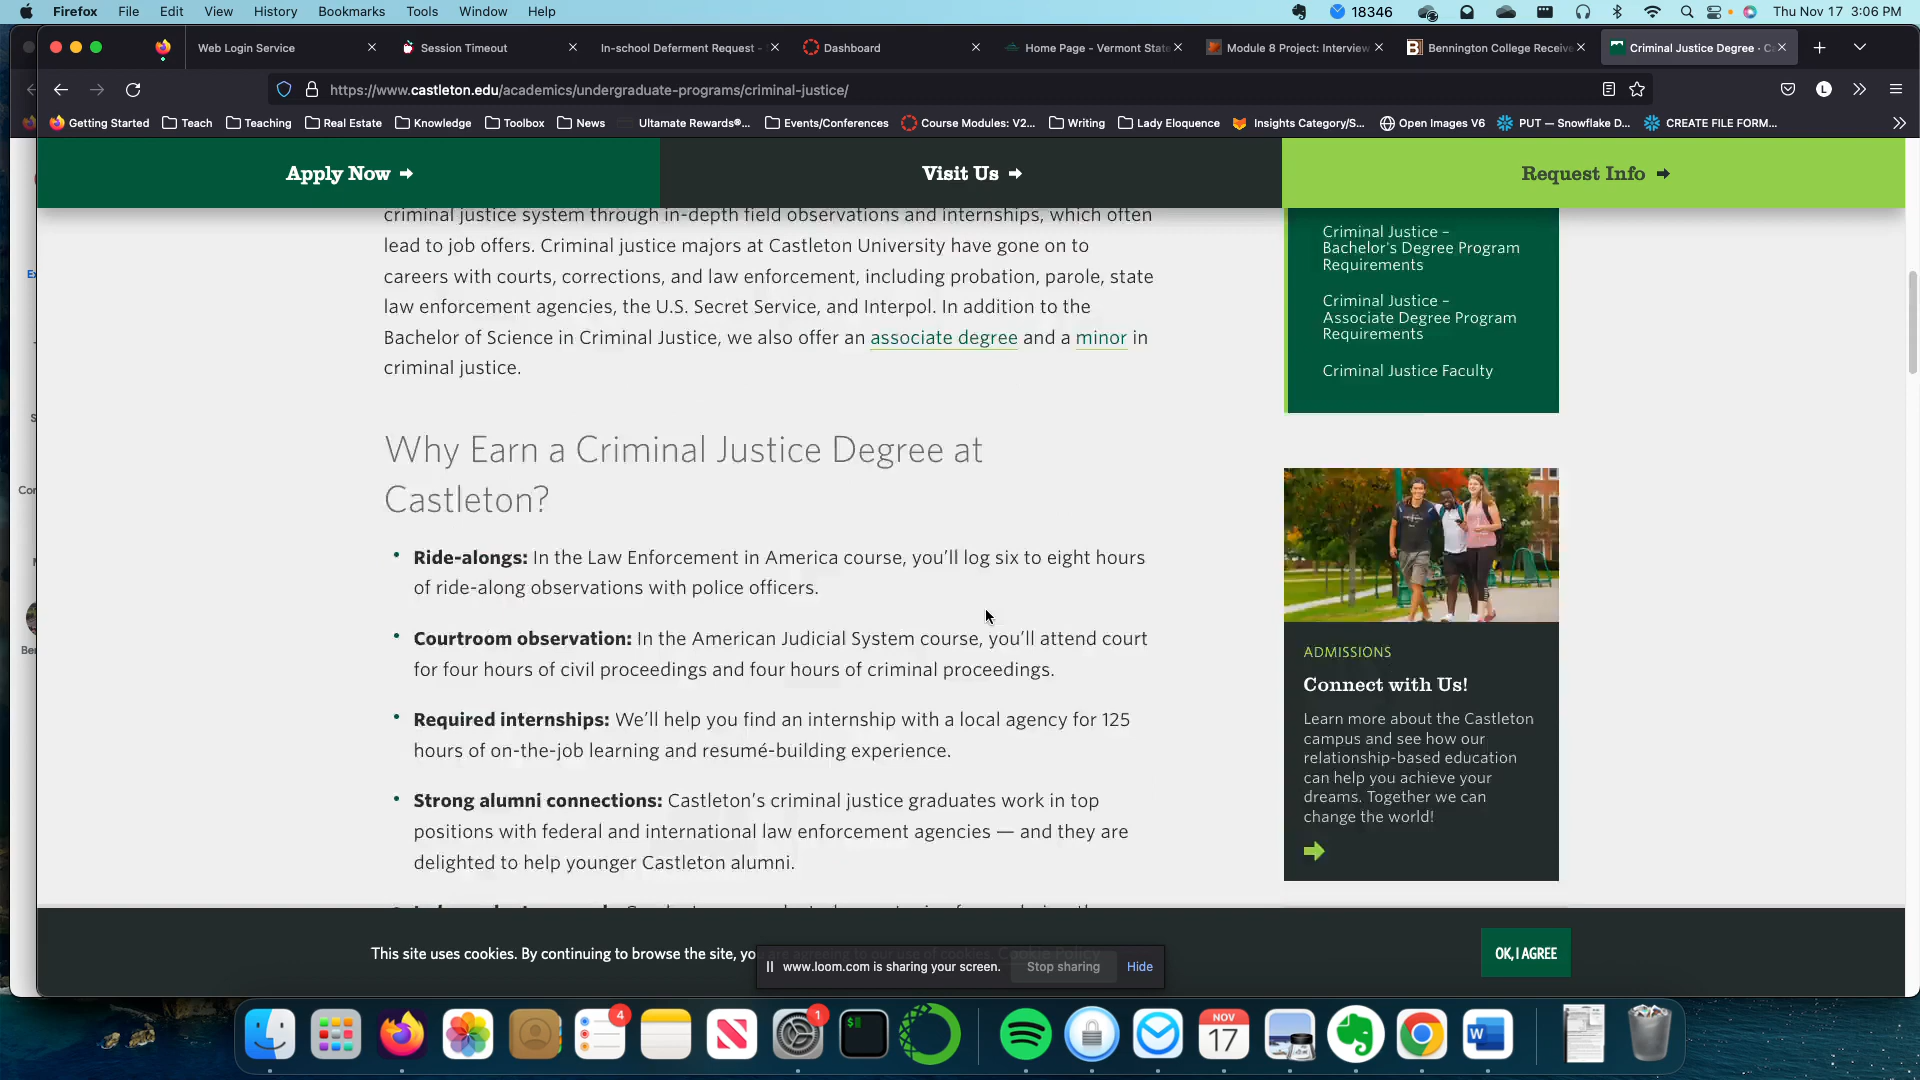 Firefox File Edit View History Bookmarks Tools Window Help 18346 Thu Nov 17 3:06 PM
Web Login Service Session Timeout In-school Deferment Request - Dashboard Home Page - Vermont State Module 8 Project: Interview Bennington College Receive Criminal Justice Degree · C
https://www.castleton.edu/academics/undergraduate-programs/criminal-justice/ L
Getting Started Teach Teaching Real Estate Knowledge Toolbox News Ultamate Rewards®... Events/Conferences Course Modules: V2... Writing Lady Eloquence Insights Category/S... Open Images V6 PUT — Snowflake D... CREATE FILE FORM...
Apply Now Visit Us Request Info
criminal justice system through in-depth field observations and internships, which often
lead to job offers. Criminal justice majors at Castleton University have gone on to
careers with courts, corrections, and law enforcement, including probation, parole, state
law enforcement agencies, the U.S. Secret Service, and Interpol. In addition to the
Bachelor of Science in Criminal Justice, we also offer an associate degree and a minor in
criminal justice.
Why Earn a Criminal Justice Degree at
Castleton?
• Ride-alongs: In the Law Enforcement in America course, you'll log six to eight hours
of ride-along observations with police officers.
• Courtroom observation: In the American Judicial System course, you'll attend court
for four hours of civil proceedings and four hours of criminal proceedings.
• Required internships: We'll help you find an internship with a local agency for 125
hours of on-the-job learning and resumé-building experience.
• Strong alumni connections: Castleton's criminal justice graduates work in top
positions with federal and international law enforcement agencies — and they are
delighted to help younger Castleton alumni.
Criminal Justice –
Bachelor's Degree Program
Requirements
Criminal Justice –
Associate Degree Program
Requirements
Criminal Justice Faculty
ADMISSIONS
Connect with Us!
Learn more about the Castleton
campus and see how our
relationship-based education
can help you achieve your
dreams. Together we can
change the world!
This site uses cookies. By continuing to browse the site, you are agreeing to our use of cookies. Cookie Policy
OK, I AGREE
www.loom.com is sharing your screen. Stop sharing Hide
4
1
NOV
17